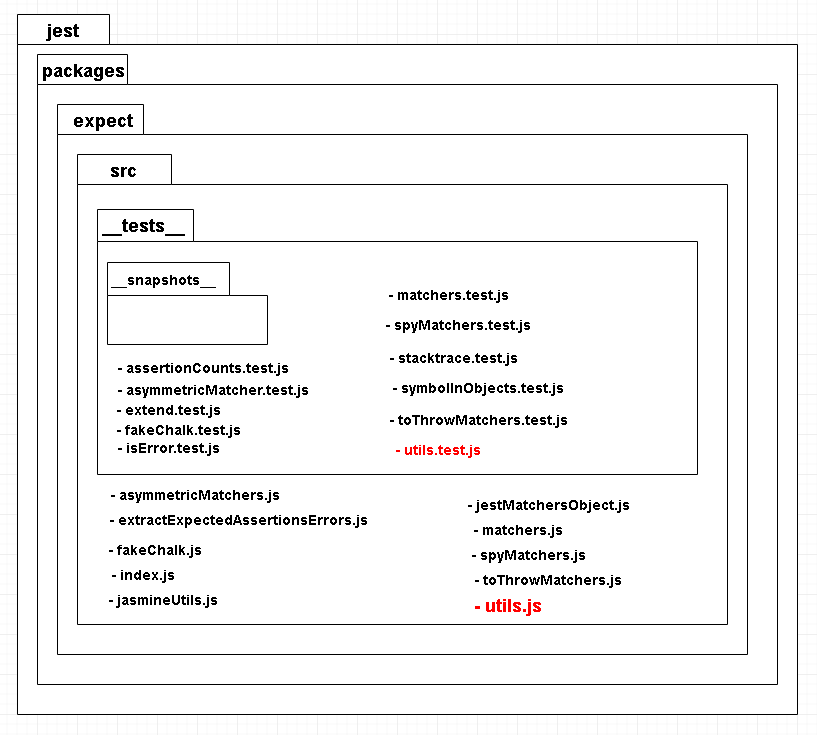 jest
packages
expect
src
__tests__
__snapshots__
- assertionCounts.test.js
- asymmetricMatcher.test.js
- extend.test.js
- fakeChalk.test.js
- isError.test.js
- matchers.test.js
- spyMatchers.test.js
- stacktrace.test.js
- symbolInObjects.test.js
- toThrowMatchers.test.js
- utils.test.js
- asymmetricMatchers.js
- extractExpectedAssertionsErrors.js
- fakeChalk.js
- index.js
- jasmineUtils.js
- jestMatchersObject.js
- matchers.js
- spyMatchers.js
- toThrowMatchers.js
- utils.js